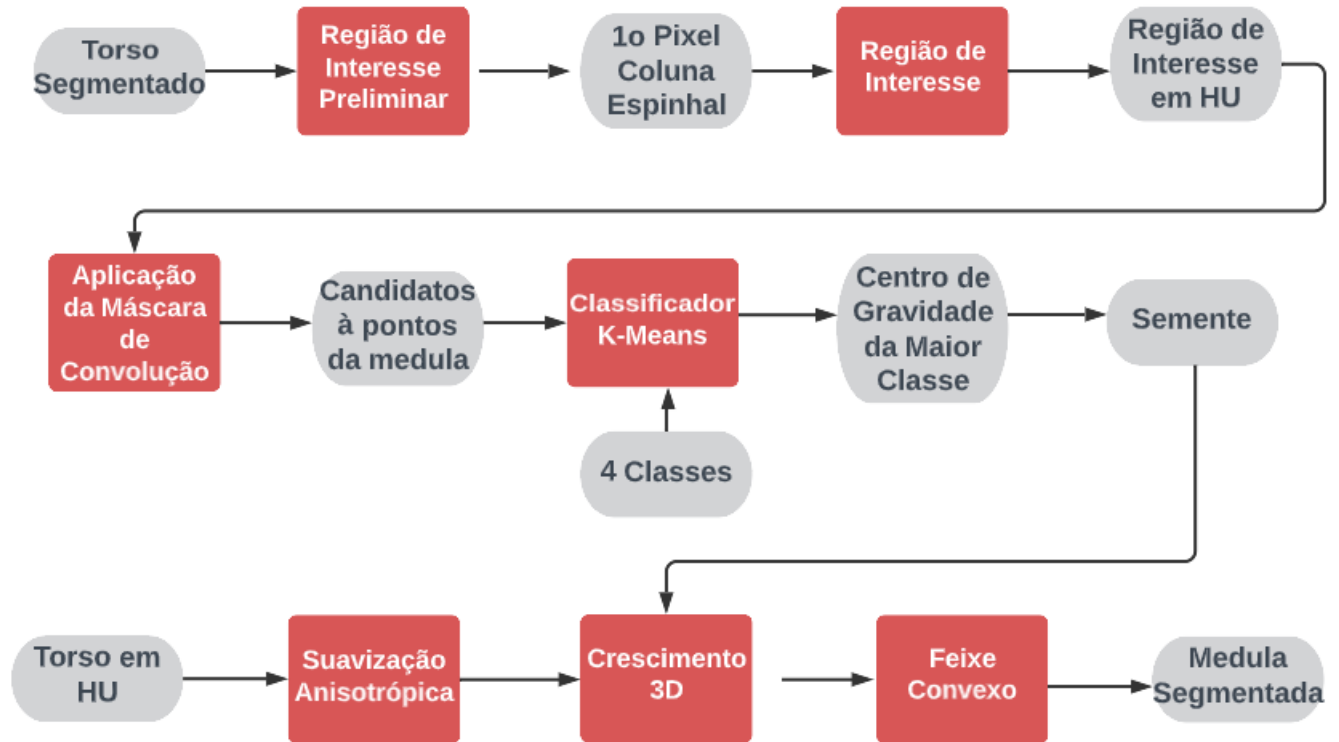 Torso
Segmentado
Região de
Interesse
Preliminar
1o Pixel
Coluna
Espinhal
Região de
Interesse
Região de
Interesse
em HU
Aplicação
da Máscara
de
Convolução
Candidatos
à pontos
da medula
Classificador
K-Means
Centro de
Gravidade
da Maior
Classe
Semente
4 Classes
Torso em
HU
Suavização
Anisotrópica
Crescimento
3D
Feixe
Convexo
Medula
Segmentada